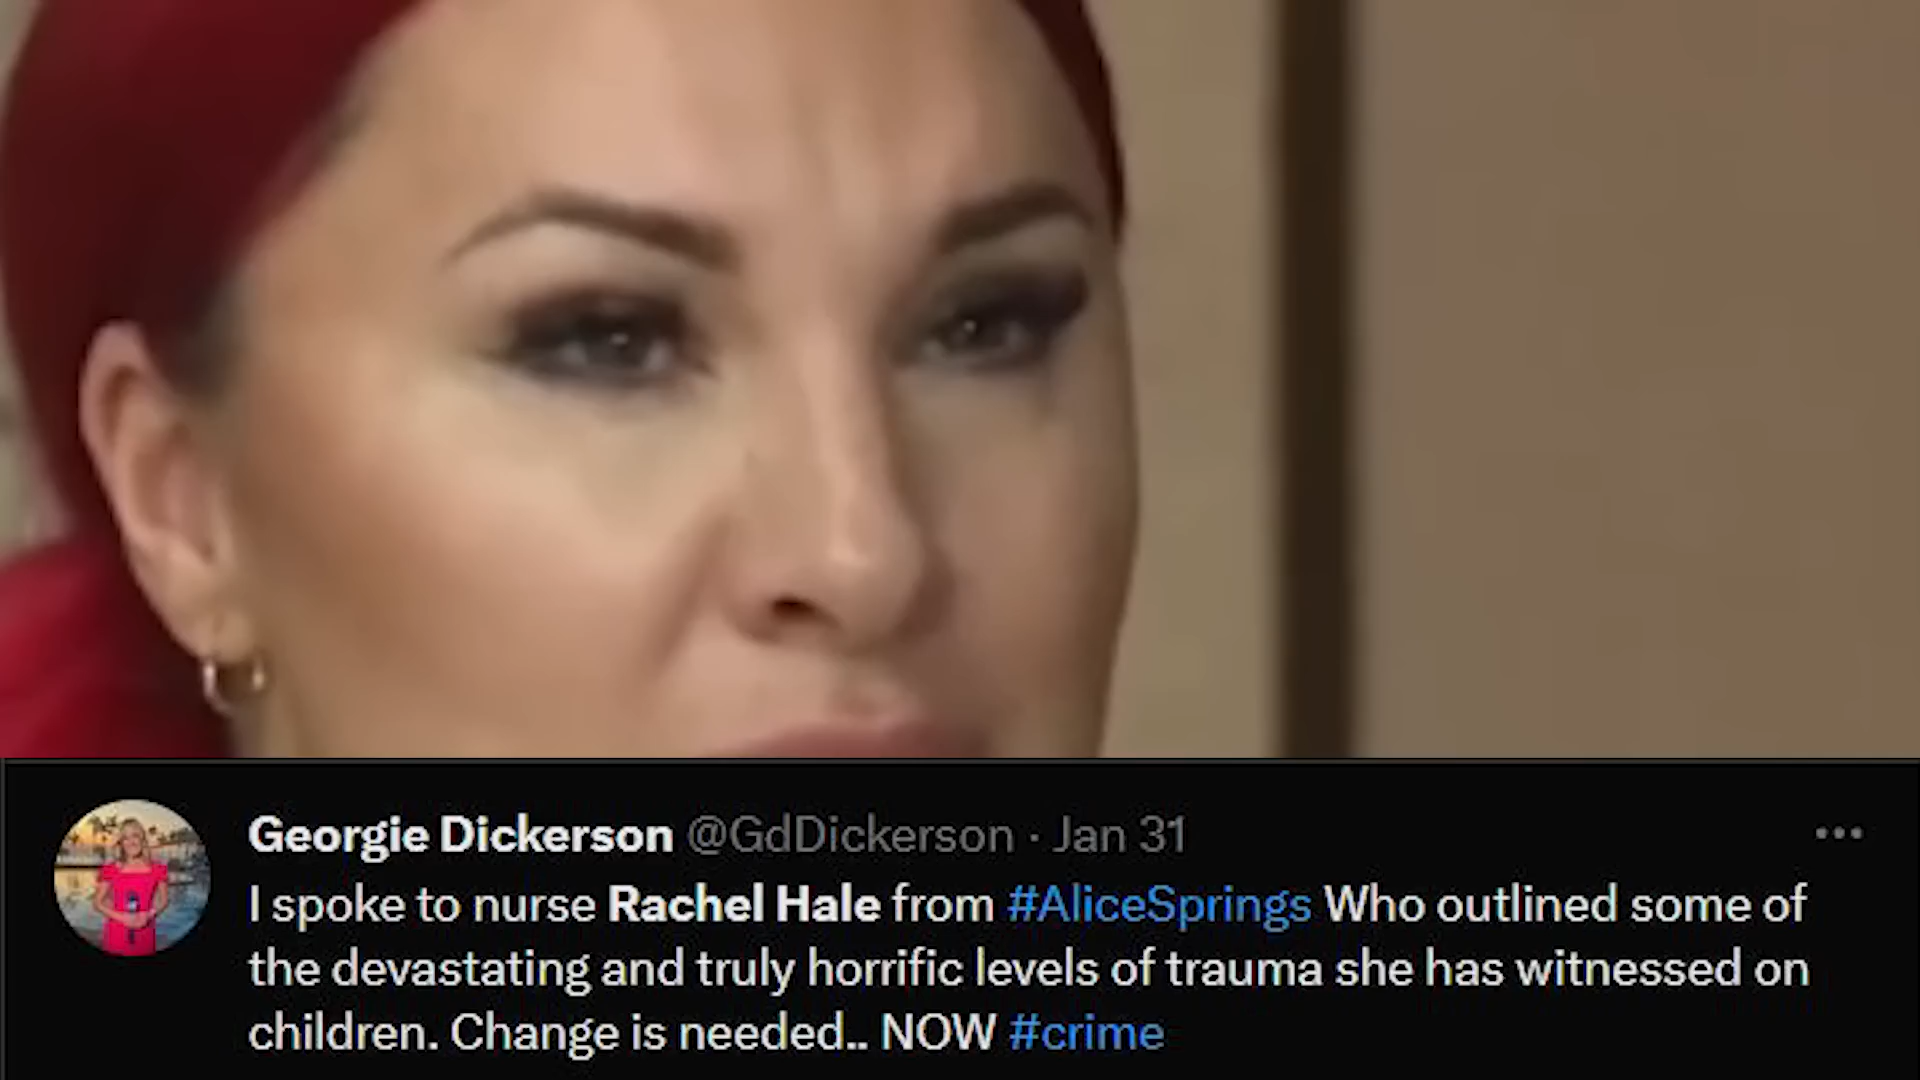 Georgie Dickerson @GdDickerson · Jan 31
I spoke to nurse Rachel Hale from #AliceSprings Who outlined some of
the devastating and truly horrific levels of trauma she has witnessed on
children. Change is needed.. NOW #crime